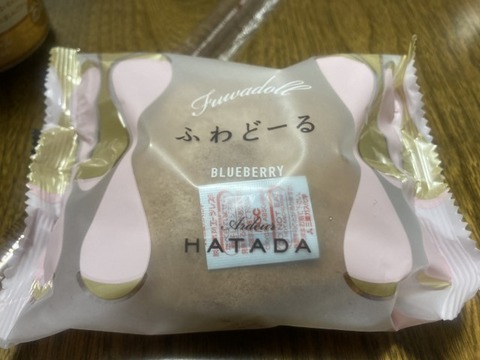 Fuwadoll
ふわどーる
BLUEBERRY
Ardeur
HATADA